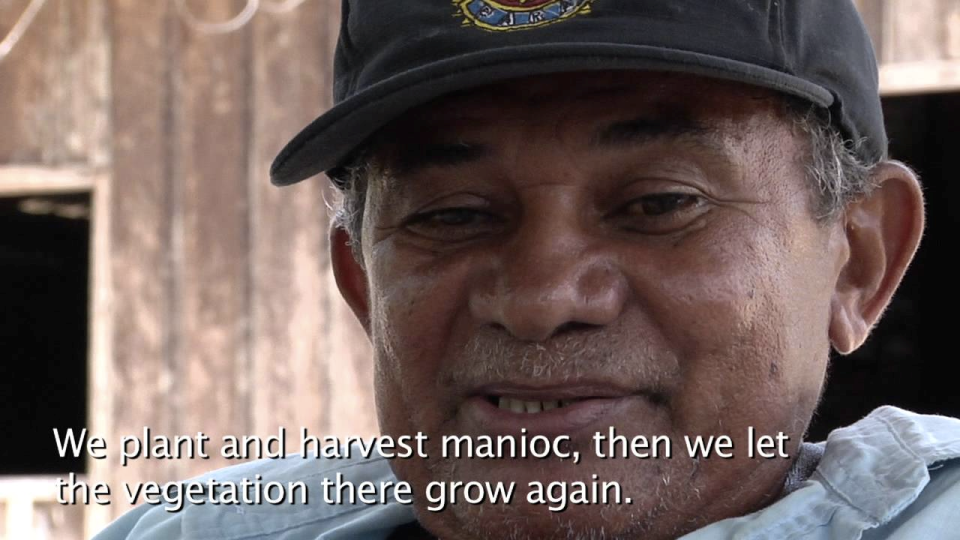 We plant and harvest manioc, then we let
the vegetation there grow again.